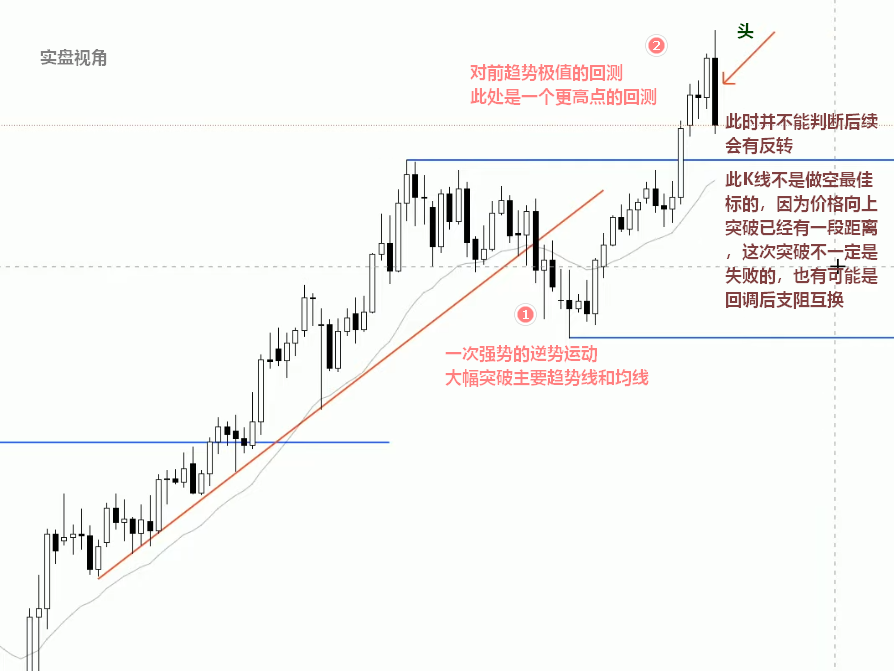 实盘视角
头
②
对前趋势极值的回测
此处是一个更高点的回测
此时并不能判断后续
会有反转
此K线不是做空最佳
标的，因为价格向上
突破已经有一段距离
，这次突破不一定是
失败的，也有可能是
回调后支阻互换
①
一次强势的逆势运动
大幅突破主要趋势线和均线